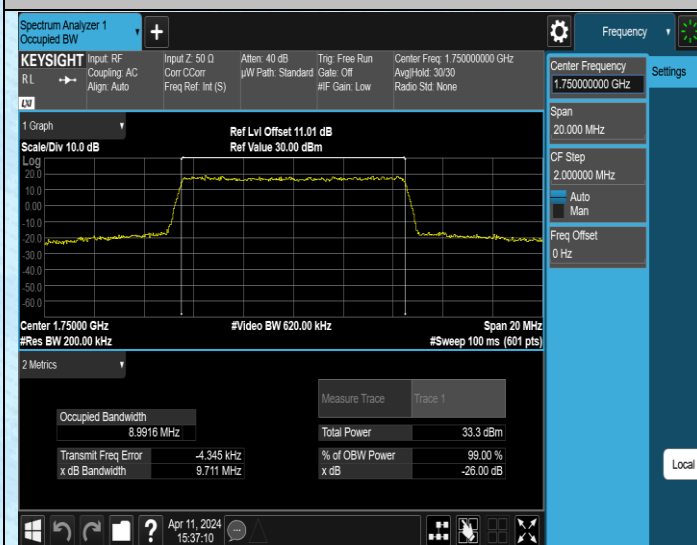 Spectrum Analyzer 1
Occupied BW
Frequency
KEYSIGHT
R L
LXI
Input: RF
Coupling: AC
Align: Auto
Input Z: 50 Ω
Corr CCorr
Freq Ref: Int (S)
Atten: 40 dB
µW Path: Standard
Trig: Free Run
Gate: Off
#IF Gain: Low
Center Freq: 1.750000000 GHz
Avg|Hold: 30/30
Radio Std: None
Center Frequency
1.750000000 GHz
Settings
Span
20.000 MHz
CF Step
2.000000 MHz
Auto
Man
Freq Offset
0 Hz
Local
1 Graph
Scale/Div 10.0 dB
Ref Lvl Offset 11.01 dB
Ref Value 30.00 dBm
Log
20.0
10.0
0.00
-10.0
-20.0
-30.0
-40.0
-50.0
-60.0
Center 1.75000 GHz
#Video BW 620.00 kHz
Span 20 MHz
#Res BW 200.00 kHz
#Sweep 100 ms (601 pts)
2 Metrics
Measure Trace
Trace 1
Occupied Bandwidth
8.9916 MHz
Total Power
33.3 dBm
Transmit Freq Error
-4.345 kHz
% of OBW Power
99.00 %
x dB Bandwidth
9.711 MHz
x dB
-26.00 dB
Apr 11, 2024
15:37:10